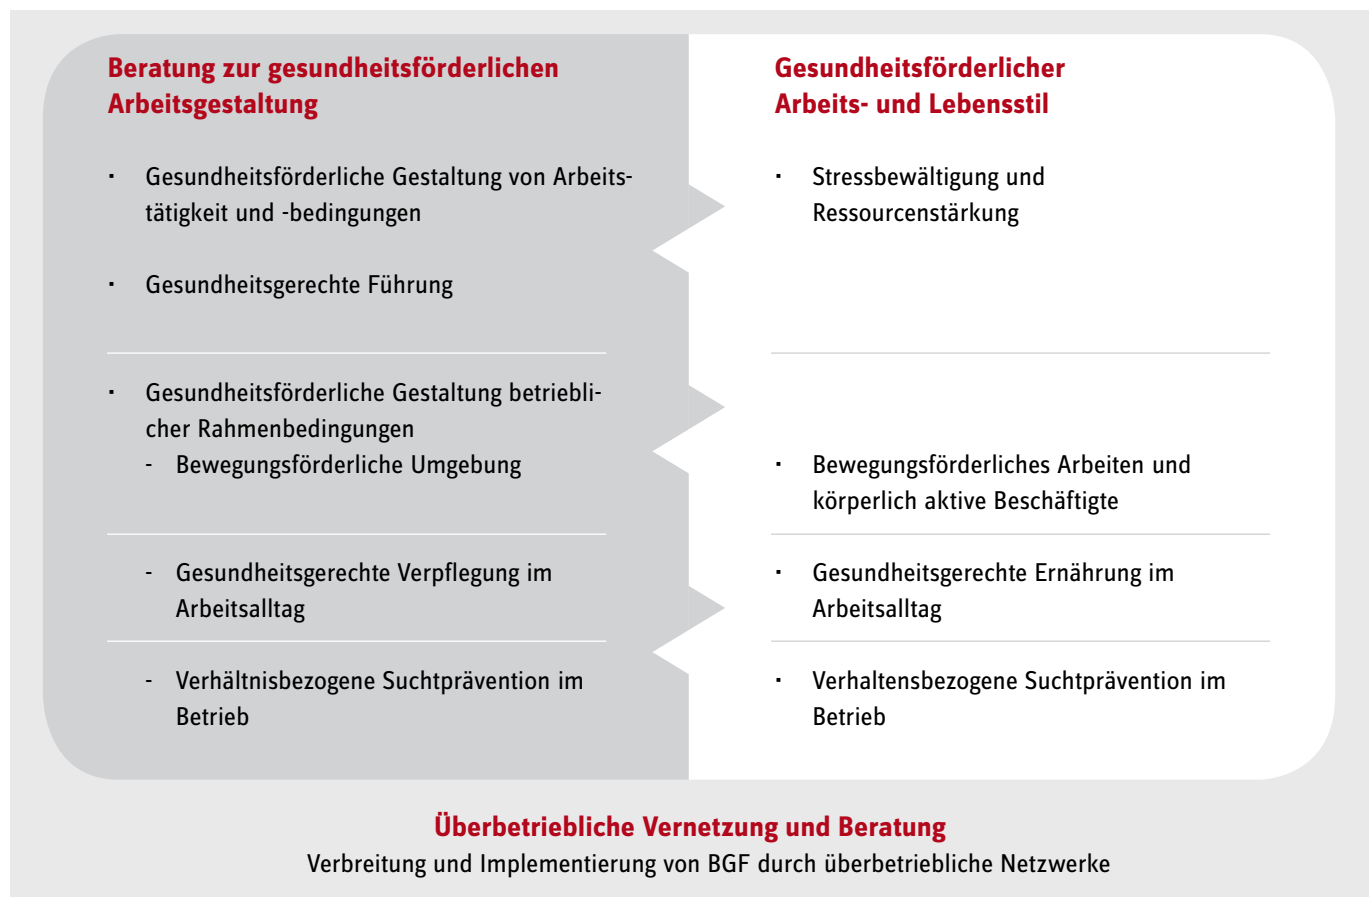 Beratung zur gesundheitsförderlichen
Arbeitsgestaltung
· Gesundheitsförderliche Gestaltung von Arbeits-
tätigkeit und -bedingungen
· Gesundheitsgerechte Führung
· Gesundheitsförderliche Gestaltung betriebli-
cher Rahmenbedingungen
- Bewegungsförderliche Umgebung
- Gesundheitsgerechte Verpflegung im
Arbeitsalltag
- Verhältnisbezogene Suchtprävention im
Betrieb
Gesundheitsförderlicher
Arbeits- und Lebensstil
· Stressbewältigung und
Ressourcenstärkung
· Bewegungsförderliches Arbeiten und
körperlich aktive Beschäftigte
· Gesundheitsgerechte Ernährung im
Arbeitsalltag
· Verhaltensbezogene Suchtprävention im
Betrieb
Überbetriebliche Vernetzung und Beratung
Verbreitung und Implementierung von BGF durch überbetriebliche Netzwerke